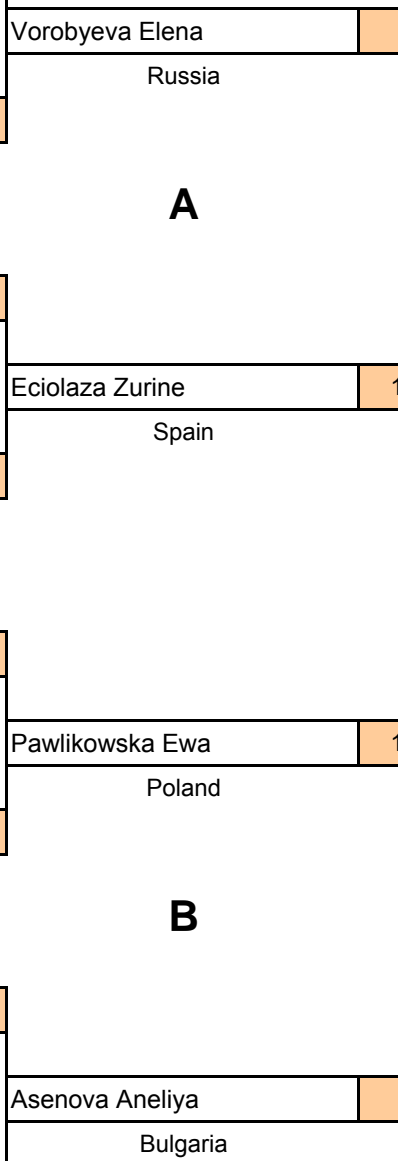 Vorobyeva Elena
Russia
A
Eciolaza Zurine
Spain
Pawlikowska Ewa
Poland
B
Asenova Aneliya
Bulgaria